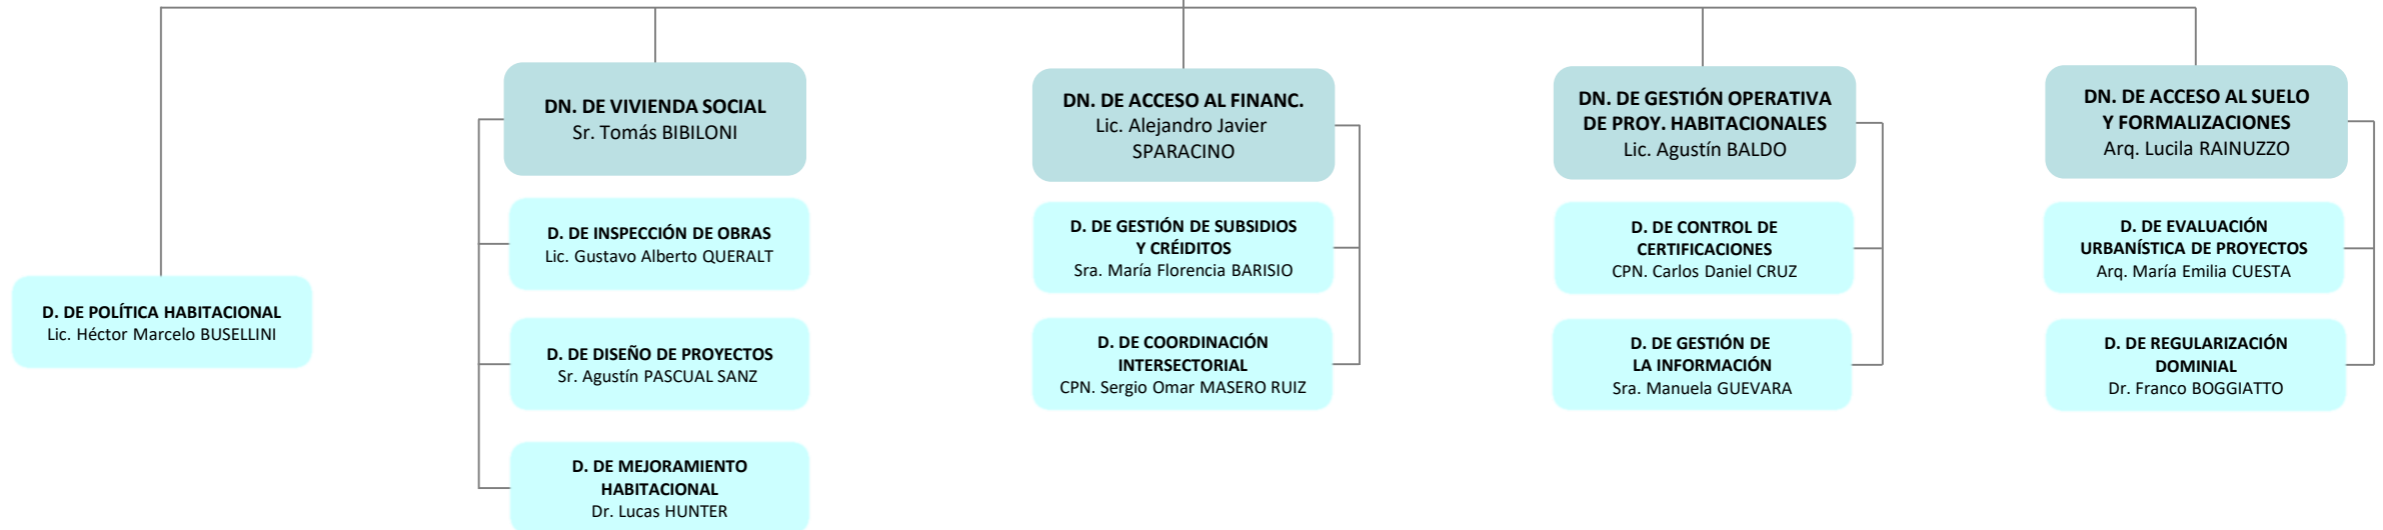 D. DE POLÍTICA HABITACIONAL
Lic. Héctor Marcelo BUSELLINI
DN. DE VIVIENDA SOCIAL
Sr. Tomás BIBILONI
D. DE INSPECCIÓN DE OBRAS
Lic. Gustavo Alberto QUERALT
D. DE DISEÑO DE PROYECTOS
Sr. Agustín PASCUAL SANZ
D. DE MEJORAMIENTO
HABITACIONAL
Dr. Lucas HUNTER
DN. DE ACCESO AL FINANC.
Lic. Alejandro Javier
SPARACINO
D. DE GESTIÓN DE SUBSIDIOS
Y CRÉIDITOS
Sra. María Florencia BARISIO
D. DE COORDINACIÓN
INTERSECTORIAL
CPN. Sergio Omar MASERO RUIZ
DN. DE GESTIÓN OPERATIVA
DE PROY. HABITACIONALES
Lic. Agustín BALDO
D. DE CONTROL DE
CERTIFICACIONES
CPN. Carlos Daniel CRUZ
D. DE GESTIÓN DE
LA INFORMACIÓN
Sra. Manuela GUEVARA
DN. DE ACCESO AL SUELO
Y FORMALIZACIONES
Arq. Lucila RAINUZZO
D. DE EVALUACIÓN
URBANÍSTICA DE PROYECTOS
Arq. María Emilia CUESTA
D. DE REGULARIZACIÓN
DOMINIAL
Dr. Franco BOGGIATTO